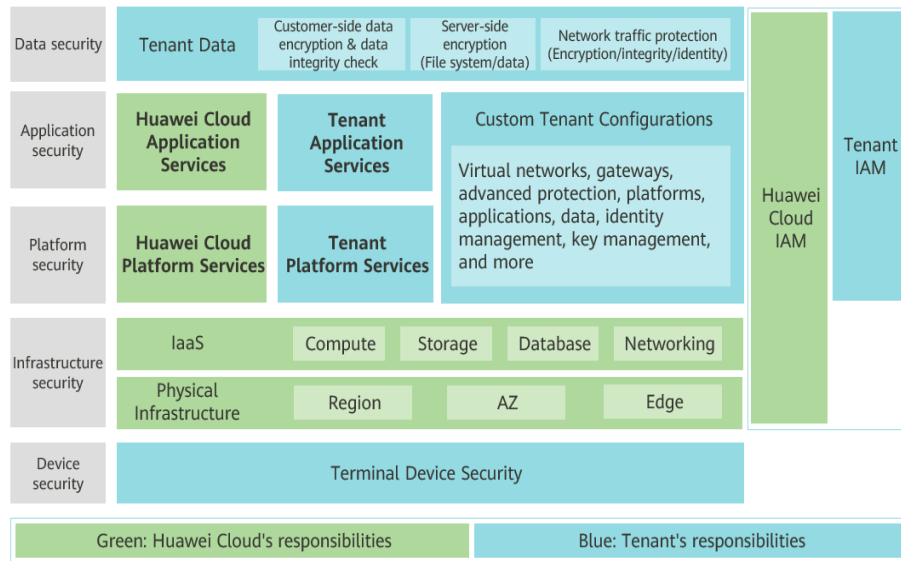 Data security
Tenant Data
Customer-side data
encryption & data
integrity check
Server-side
encryption
(File system/data)
Network traffic protection
(Encryption/integrity/identity)
Application
security
Huawei Cloud
Application
Services
Tenant
Application
Services
Custom Tenant Configurations
Virtual networks, gateways,
advanced protection, platforms,
applications, data, identity
management, key management,
and more
Platform
security
Huawei Cloud
Platform Services
Tenant
Platform Services
Huawei
Cloud
IAM
Tenant
IAM
Infrastructure
security
IaaS
Compute
Storage
Database
Networking
Physical
Infrastructure
Region
AZ
Edge
Device
security
Terminal Device Security
Green: Huawei Cloud's responsibilities
Blue: Tenant's responsibilities